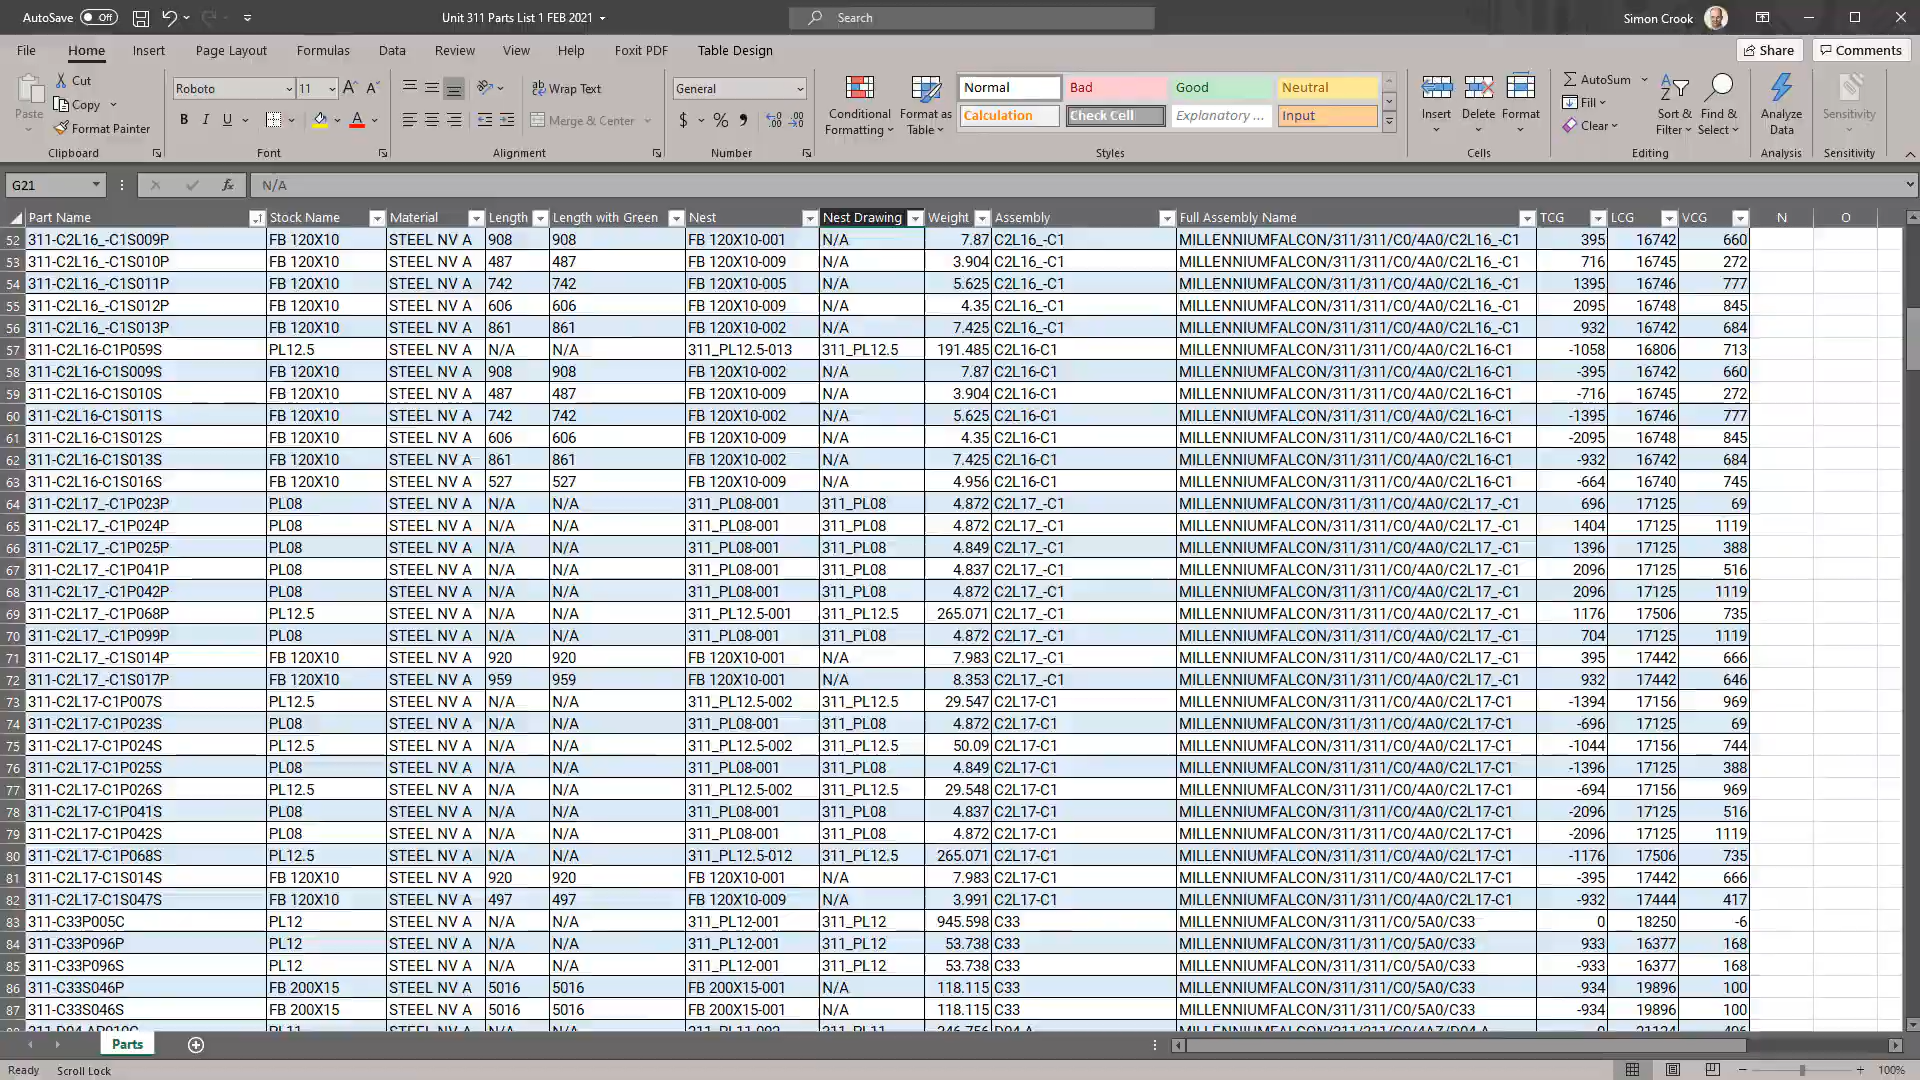 AutoSave Off Unit 311 Parts List 1 FEB 2021 Search Simon Crook
File Home Insert Page Layout Formulas Data Review View Help Foxit PDF Table Design Share Comments
Paste Cut Copy Format Painter Clipboard
Roboto 11 B I U A Font
Wrap Text Merge & Center Alignment
General $ % Number
Conditional Formatting Format as Table
Normal Bad Good Neutral
Calculation Check Cell Explanatory ... Input
Styles
Insert Delete Format Cells
AutoSum Fill Clear Sort & Filter Find & Select Editing
Analyze Data Analysis Sensitivity Sensitivity
G21 fx N/A
Part Name Stock Name Material Length Length with Green Nest Nest Drawing Weight Assembly Full Assembly Name TCG LCG VCG N O
52 311-C2L16_-C1S009P FB 120X10 STEEL NV A 908 908 FB 120X10-001 N/A 7.87 C2L16_-C1 MILLENNIUMFALCON/311/311/C0/4A0/C2L16_-C1 395 16742 660
53 311-C2L16_-C1S010P FB 120X10 STEEL NV A 487 487 FB 120X10-009 N/A 3.904 C2L16_-C1 MILLENNIUMFALCON/311/311/C0/4A0/C2L16_-C1 716 16745 272
54 311-C2L16_-C1S011P FB 120X10 STEEL NV A 742 742 FB 120X10-005 N/A 5.625 C2L16_-C1 MILLENNIUMFALCON/311/311/C0/4A0/C2L16_-C1 1395 16746 777
55 311-C2L16_-C1S012P FB 120X10 STEEL NV A 606 606 FB 120X10-009 N/A 4.35 C2L16_-C1 MILLENNIUMFALCON/311/311/C0/4A0/C2L16_-C1 2095 16748 845
56 311-C2L16_-C1S013P FB 120X10 STEEL NV A 861 861 FB 120X10-002 N/A 7.425 C2L16_-C1 MILLENNIUMFALCON/311/311/C0/4A0/C2L16_-C1 932 16742 684
57 311-C2L16-C1P059S PL12.5 STEEL NV A N/A N/A 311_PL12.5-013 311_PL12.5 191.485 C2L16-C1 MILLENNIUMFALCON/311/311/C0/4A0/C2L16-C1 -1058 16806 713
58 311-C2L16-C1S009S FB 120X10 STEEL NV A 908 908 FB 120X10-002 N/A 7.87 C2L16-C1 MILLENNIUMFALCON/311/311/C0/4A0/C2L16-C1 -395 16742 660
59 311-C2L16-C1S010S FB 120X10 STEEL NV A 487 487 FB 120X10-009 N/A 3.904 C2L16-C1 MILLENNIUMFALCON/311/311/C0/4A0/C2L16-C1 -716 16745 272
60 311-C2L16-C1S011S FB 120X10 STEEL NV A 742 742 FB 120X10-002 N/A 5.625 C2L16-C1 MILLENNIUMFALCON/311/311/C0/4A0/C2L16-C1 -1395 16746 777
61 311-C2L16-C1S012S FB 120X10 STEEL NV A 606 606 FB 120X10-009 N/A 4.35 C2L16-C1 MILLENNIUMFALCON/311/311/C0/4A0/C2L16-C1 -2095 16748 845
62 311-C2L16-C1S013S FB 120X10 STEEL NV A 861 861 FB 120X10-002 N/A 7.425 C2L16-C1 MILLENNIUMFALCON/311/311/C0/4A0/C2L16-C1 -932 16742 684
63 311-C2L16-C1S016S FB 120X10 STEEL NV A 527 527 FB 120X10-009 N/A 4.956 C2L16-C1 MILLENNIUMFALCON/311/311/C0/4A0/C2L16-C1 -664 16740 745
64 311-C2L17_-C1P023P PL08 STEEL NV A N/A N/A 311_PL08-001 311_PL08 4.872 C2L17_-C1 MILLENNIUMFALCON/311/311/C0/4A0/C2L17_-C1 696 17125 69
65 311-C2L17_-C1P024P PL08 STEEL NV A N/A N/A 311_PL08-001 311_PL08 4.872 C2L17_-C1 MILLENNIUMFALCON/311/311/C0/4A0/C2L17_-C1 1404 17125 1119
66 311-C2L17_-C1P025P PL08 STEEL NV A N/A N/A 311_PL08-001 311_PL08 4.849 C2L17_-C1 MILLENNIUMFALCON/311/311/C0/4A0/C2L17_-C1 1396 17125 388
67 311-C2L17_-C1P041P PL08 STEEL NV A N/A N/A 311_PL08-001 311_PL08 4.837 C2L17_-C1 MILLENNIUMFALCON/311/311/C0/4A0/C2L17_-C1 2096 17125 516
68 311-C2L17_-C1P042P PL08 STEEL NV A N/A N/A 311_PL08-001 311_PL08 4.872 C2L17_-C1 MILLENNIUMFALCON/311/311/C0/4A0/C2L17_-C1 2096 17125 1119
69 311-C2L17_-C1P068P PL12.5 STEEL NV A N/A N/A 311_PL12.5-001 311_PL12.5 265.071 C2L17_-C1 MILLENNIUMFALCON/311/311/C0/4A0/C2L17_-C1 1176 17506 735
70 311-C2L17_-C1P099P PL08 STEEL NV A N/A N/A 311_PL08-001 311_PL08 4.872 C2L17_-C1 MILLENNIUMFALCON/311/311/C0/4A0/C2L17_-C1 704 17125 1119
71 311-C2L17_-C1S014P FB 120X10 STEEL NV A 920 920 FB 120X10-001 N/A 7.983 C2L17_-C1 MILLENNIUMFALCON/311/311/C0/4A0/C2L17_-C1 395 17442 666
72 311-C2L17_-C1S017P FB 120X10 STEEL NV A 959 959 FB 120X10-001 N/A 8.353 C2L17_-C1 MILLENNIUMFALCON/311/311/C0/4A0/C2L17_-C1 932 17442 646
73 311-C2L17-C1P007S PL12.5 STEEL NV A N/A N/A 311_PL12.5-002 311_PL12.5 29.547 C2L17-C1 MILLENNIUMFALCON/311/311/C0/4A0/C2L17-C1 -1394 17156 969
74 311-C2L17-C1P023S PL08 STEEL NV A N/A N/A 311_PL08-001 311_PL08 4.872 C2L17-C1 MILLENNIUMFALCON/311/311/C0/4A0/C2L17-C1 -696 17125 69
75 311-C2L17-C1P024S PL12.5 STEEL NV A N/A N/A 311_PL12.5-002 311_PL12.5 50.09 C2L17-C1 MILLENNIUMFALCON/311/311/C0/4A0/C2L17-C1 -1044 17156 744
76 311-C2L17-C1P025S PL08 STEEL NV A N/A N/A 311_PL08-001 311_PL08 4.849 C2L17-C1 MILLENNIUMFALCON/311/311/C0/4A0/C2L17-C1 -1396 17125 388
77 311-C2L17-C1P026S PL12.5 STEEL NV A N/A N/A 311_PL12.5-002 311_PL12.5 29.548 C2L17-C1 MILLENNIUMFALCON/311/311/C0/4A0/C2L17-C1 -694 17156 969
78 311-C2L17-C1P041S PL08 STEEL NV A N/A N/A 311_PL08-001 311_PL08 4.837 C2L17-C1 MILLENNIUMFALCON/311/311/C0/4A0/C2L17-C1 -2096 17125 516
79 311-C2L17-C1P042S PL08 STEEL NV A N/A N/A 311_PL08-001 311_PL08 4.872 C2L17-C1 MILLENNIUMFALCON/311/311/C0/4A0/C2L17-C1 -2096 17125 1119
80 311-C2L17-C1P068S PL12.5 STEEL NV A N/A N/A 311_PL12.5-012 311_PL12.5 265.071 C2L17-C1 MILLENNIUMFALCON/311/311/C0/4A0/C2L17-C1 -1176 17506 735
81 311-C2L17-C1S014S FB 120X10 STEEL NV A 920 920 FB 120X10-001 N/A 7.983 C2L17-C1 MILLENNIUMFALCON/311/311/C0/4A0/C2L17-C1 -395 17442 666
82 311-C2L17-C1S047S FB 120X10 STEEL NV A 497 497 FB 120X10-009 N/A 3.991 C2L17-C1 MILLENNIUMFALCON/311/311/C0/4A0/C2L17-C1 -932 17444 417
83 311-C33P005C PL12 STEEL NV A N/A N/A 311_PL12-001 311_PL12 945.598 C33 MILLENNIUMFALCON/311/311/C0/5A0/C33 0 18250 -6
84 311-C33P096P PL12 STEEL NV A N/A N/A 311_PL12-001 311_PL12 53.738 C33 MILLENNIUMFALCON/311/311/C0/5A0/C33 933 16377 168
85 311-C33P096S PL12 STEEL NV A N/A N/A 311_PL12-001 311_PL12 53.738 C33 MILLENNIUMFALCON/311/311/C0/5A0/C33 -933 16377 168
86 311-C33S046P FB 200X15 STEEL NV A 5016 5016 FB 200X15-001 N/A 118.115 C33 MILLENNIUMFALCON/311/311/C0/5A0/C33 934 19896 100
87 311-C33S046S FB 200X15 STEEL NV A 5016 5016 FB 200X15-001 N/A 118.115 C33 MILLENNIUMFALCON/311/311/C0/5A0/C33 -934 19896 100
Parts
Ready Scroll Lock 100%